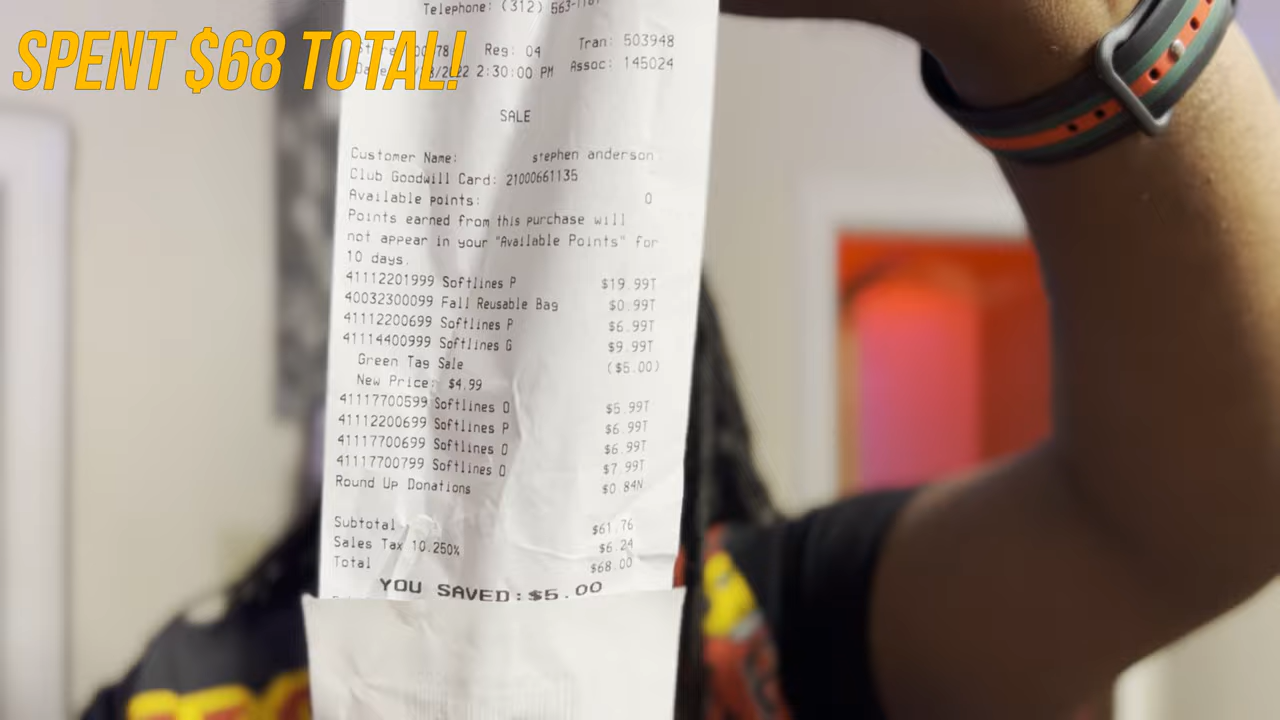 SPENT $68 TOTAL!
Telephone: (312) 563-
Reg: 04 Tran: 503948
2:30:00 PM Assoc: 145024
SALE
Customer Name: stephen anderson
Club Goodwill Card: 21000661135
Available points: 0
Points earned from this purchase will
not appear in your "Available Points" for
10 days.
41112201999 Softlines P $19.99T
40032300099 Fall Reusable Bag $0.99T
41112200699 Softlines P $6.99T
41114400999 Softlines G $9.99T
Green Tag Sale ($5.00)
New Price: $4.99
41117700599 Softlines O $5.99T
41112200699 Softlines P $6.99T
41117700699 Softlines O $6.99T
41117700799 Softlines O $7.99T
Round Up Donations $0.84N
Subtotal $61.76
Sales Tax 10.250% $6.24
Total $68.00
YOU SAVED:$5.00